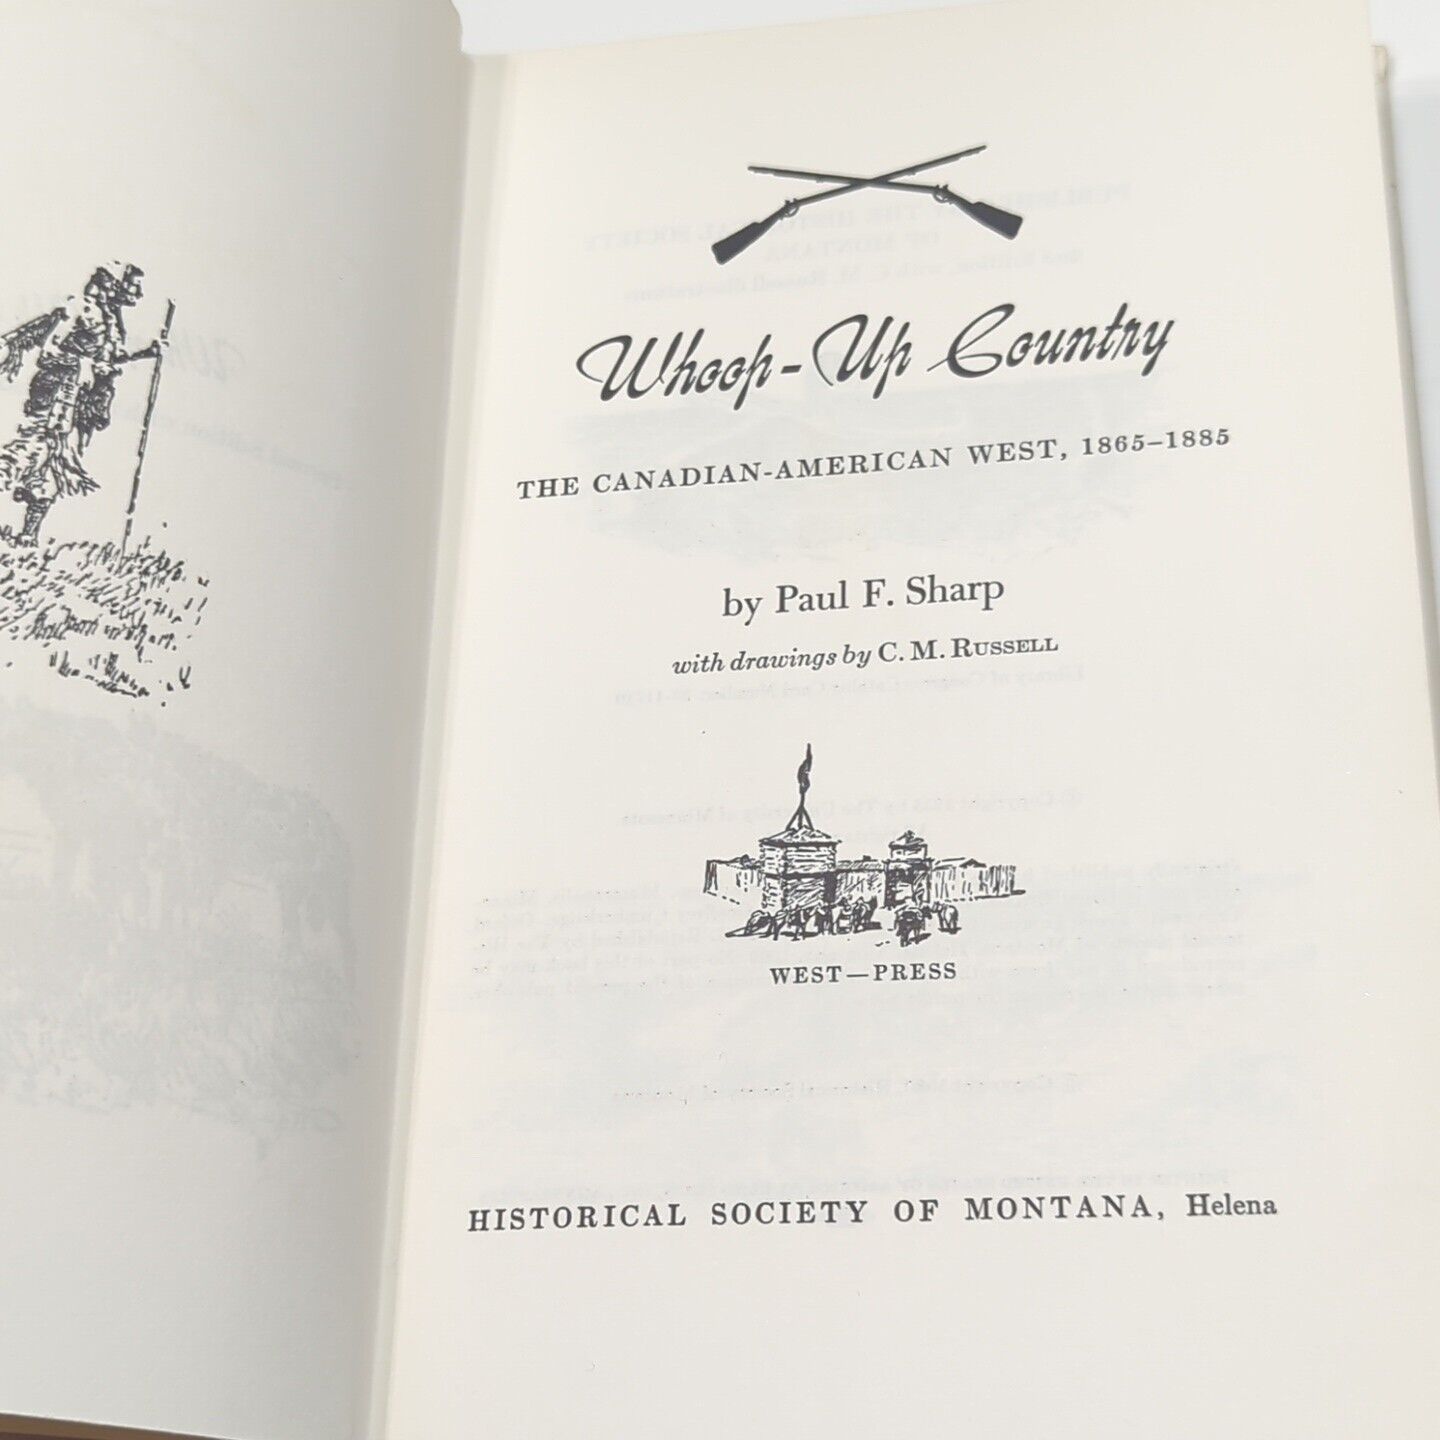 Whoop-Up Country
THE CANADIAN-AMERICAN WEST, 1865–1885
by Paul F. Sharp
with drawings by C. M. RUSSELL
WEST—PRESS
HISTORICAL SOCIETY OF MONTANA, Helena